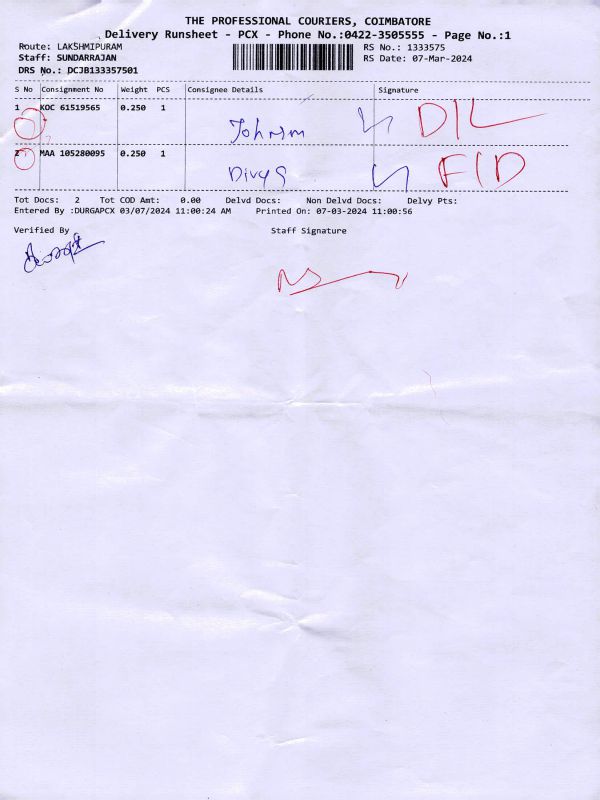 THE PROFESSIONAL COURIERS, COIMBATORE
Delivery Runsheet - PCX - Phone No.:0422-3505555 - Page No.:1
Route: LAKSHMIPURAM RS No.: 1333575
Staff: SUNDARRAJAN RS Date: 07-Mar-2024
DRS No.: DCJB133357501
S No Consignment No Weight PCS Consignee Details Signature
1 KOC 61519565 0.250 1 D/L
2 MAA 105280095 0.250 1 Divya F/D
Tot Docs: 2 Tot COD Amt: 0.00 Delvd Docs: Non Delvd Docs: Delvy Pts:
Entered By :DURGAPCX 03/07/2024 11:00:24 AM Printed On: 07-03-2024 11:00:56
Verified By Staff Signature